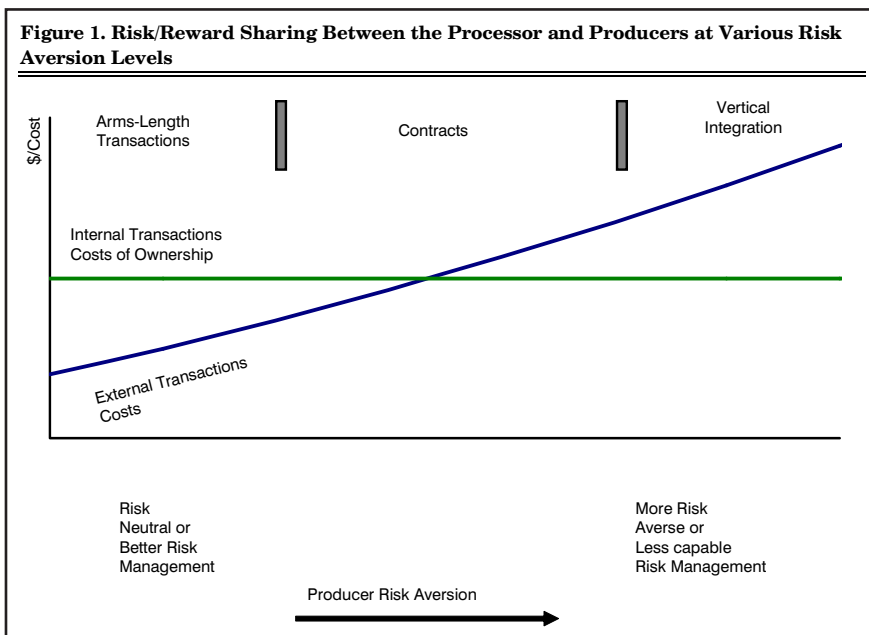 Figure 1. Risk/Reward Sharing Between the Processor and Producers at Various Risk
Aversion Levels
$/Cost
Arms-Length
Transactions
Contracts
Vertical
Integration
Internal Transactions
Costs of Ownership
External Transactions
Costs
Risk
Neutral or
Better Risk
Management
More Risk
Averse or
Less capable
Risk Management
Producer Risk Aversion